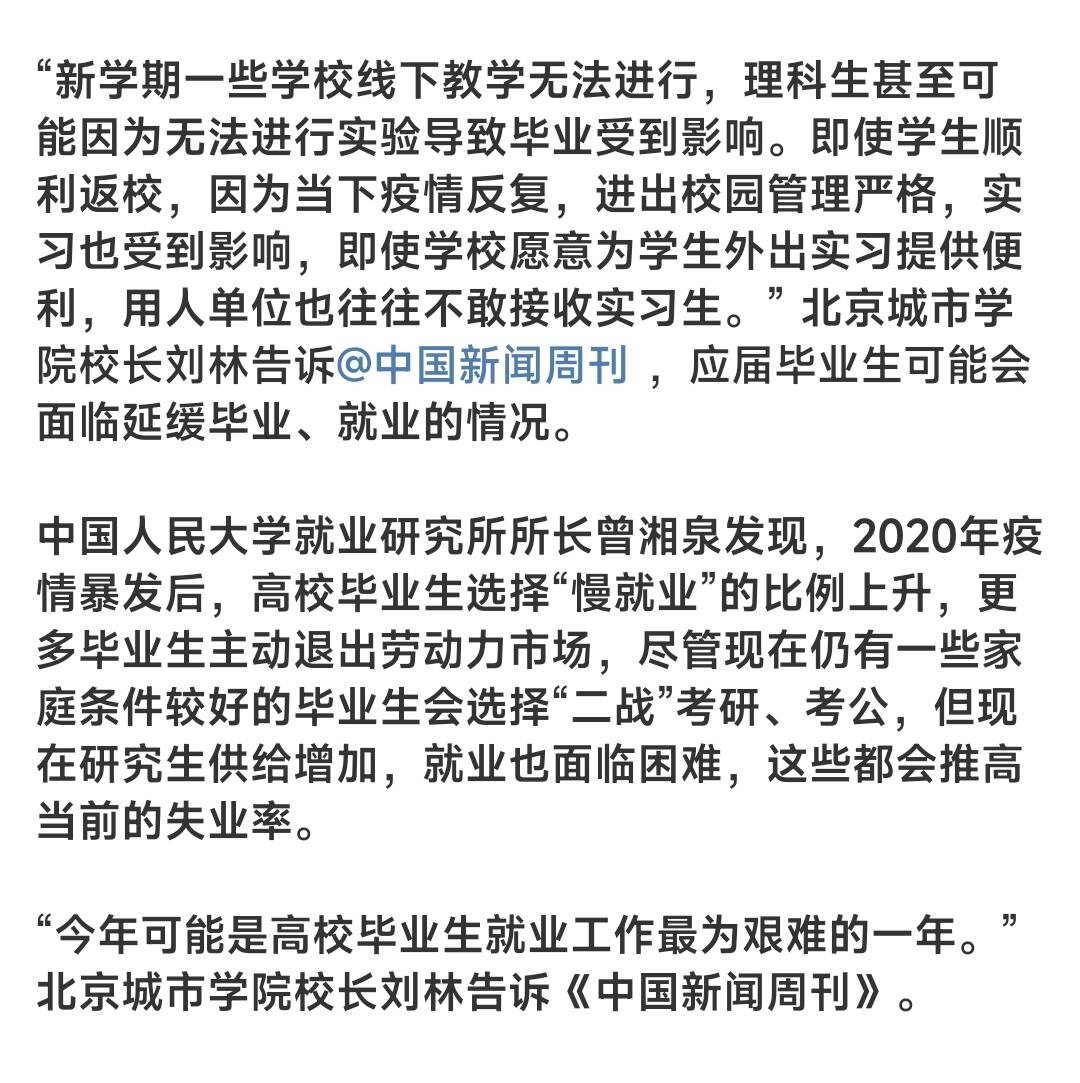 “新学期一些学校线下教学无法进行，理科生甚至可
能因为无法进行实验导致毕业受到影响。即使学生顺
利返校，因为当下疫情反复，进出校园管理严格，实
习也受到影响，即使学校愿意为学生外出实习提供便
利，用人单位也往往不敢接收实习生。” 北京城市学
院校长刘林告诉@中国新闻周刊 ，应届毕业生可能会
面临延缓毕业、就业的情况。
中国人民大学就业研究所所长曾湘泉发现，2020年疫
情暴发后，高校毕业生选择“慢就业”的比例上升，更
多毕业生主动退出劳动力市场，尽管现在仍有一些家
庭条件较好的毕业生会选择“二战”考研、考公，但现
在研究生供给增加，就业也面临困难，这些都会推高
当前的失业率。
“今年可能是高校毕业生就业工作最为艰难的一年。”
北京城市学院校长刘林告诉《中国新闻周刊》。